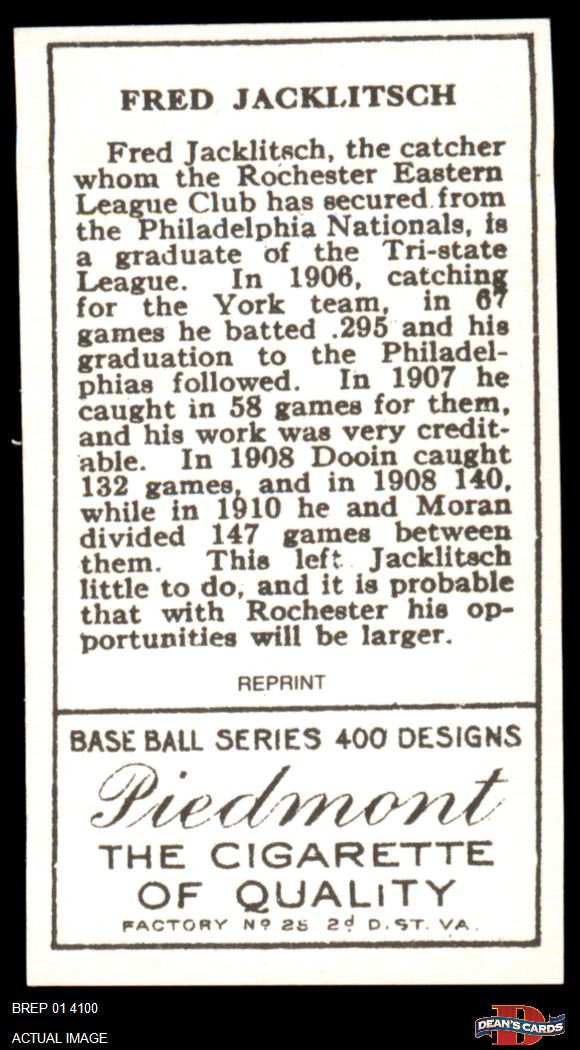 FRED JACKLITSCH
Fred Jacklitsch, the catcher
whom the Rochester Eastern
League Club has secured from
the Philadelphia Nationals, is
a graduate of the Tri-state
League. In 1906, catching
for the York team, in 67
games he batted .295 and his
graduation to the Philadel-
phias followed. In 1907 he
caught in 58 games for them,
and his work was very credit-
able. In 1908 Dooin caught
132 games, and in 1908 140,
while in 1910 he and Moran
divided 147 games between
them. This left Jacklitsch
little to do, and it is probable
that with Rochester his op-
portunities will be larger.
REPRINT
BASE BALL SERIES 400 DESIGNS
Piedmont
THE CIGARETTE
OF QUALITY
FACTORY Nº 25 2d DIST. VA.
BREP 01 4100
ACTUAL IMAGE
D
DEAN'S CARDS